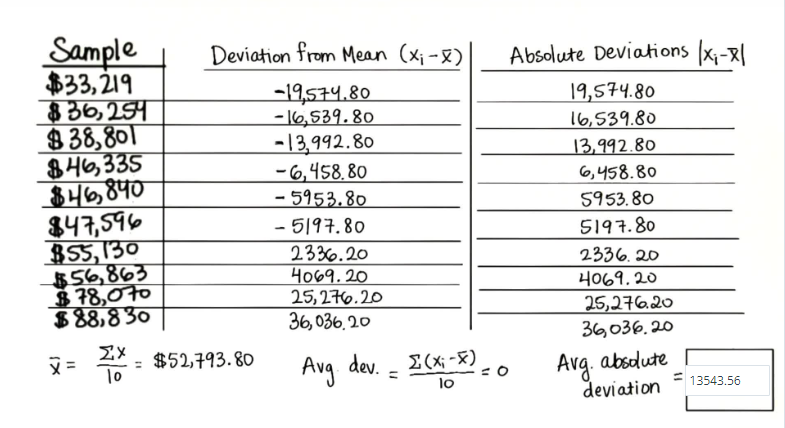 Sample Deviation from Mean (xᵢ-x̄) Absolute Deviations |xᵢ-x̄|
$33,219 -19,574.80 19,574.80
$36,254 -16,539.80 16,539.80
$38,801 -13,992.80 13,992.80
$46,335 -6,458.80 6,458.80
$46,840 -5953.80 5953.80
$47,596 -5197.80 5197.80
$55,130 2336.20 2336.20
$56,863 4069.20 4069.20
$78,070 25,276.20 25,276.20
$88,830 36,036.20 36,036.20
x̄ = Σx/10 = $52,793.80 Avg. dev. = Σ(xᵢ-x̄)/10 = 0 Avg. absolute deviation = 13543.56